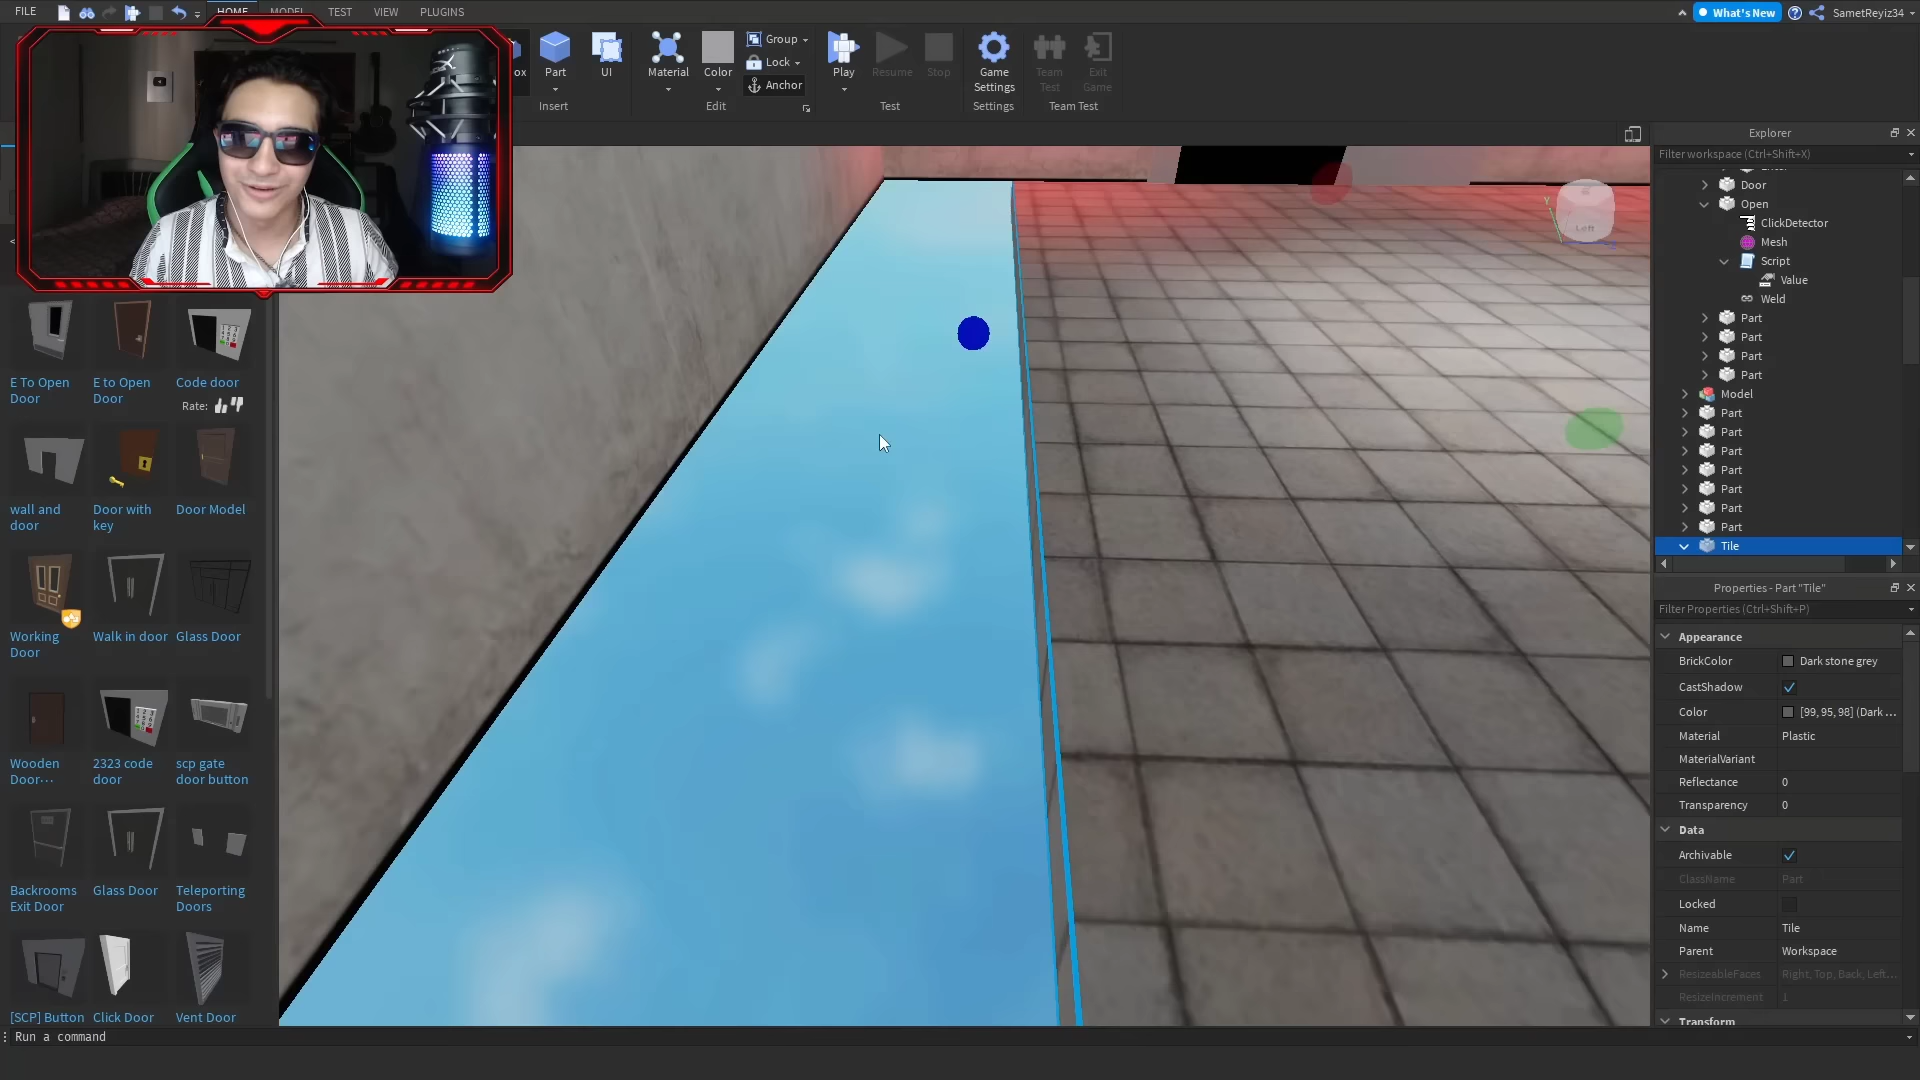 FILE
HOME
MODEL
TEST
VIEW
PLUGINS
What's New
SametReyiz34
Part
UI
Material
Color
Group
Lock
Anchor
Play
Resume
Stop
Game
Settings
Team
Test
Exit
Game
Insert
Edit
Test
Settings
Team Test
E To Open
Door
E to Open
Door
Code door
Rate:
wall and
door
Door with
key
Door Model
Working
Door
Walk in door
Glass Door
Wooden
Door...
2323 code
door
scp gate
door button
Backrooms
Exit Door
Glass Door
Teleporting
Doors
[SCP] Button
Click Door
Vent Door
Left
Y
Explorer
Filter workspace (Ctrl+Shift+X)
Door
Open
ClickDetector
Mesh
Script
Value
Weld
Part
Part
Part
Part
Model
Part
Part
Part
Part
Part
Part
Part
Tile
Properties - Part "Tile"
Filter Properties (Ctrl+Shift+P)
Appearance
BrickColor Dark stone grey
CastShadow
Color [99, 95, 98] (Dark ...
Material Plastic
MaterialVariant
Reflectance 0
Transparency 0
Data
Archivable
ClassName Part
Locked
Name Tile
Parent Workspace
ResizeableFaces Right, Top, Back, Left...
ResizeIncrement 1
Transform
Run a command